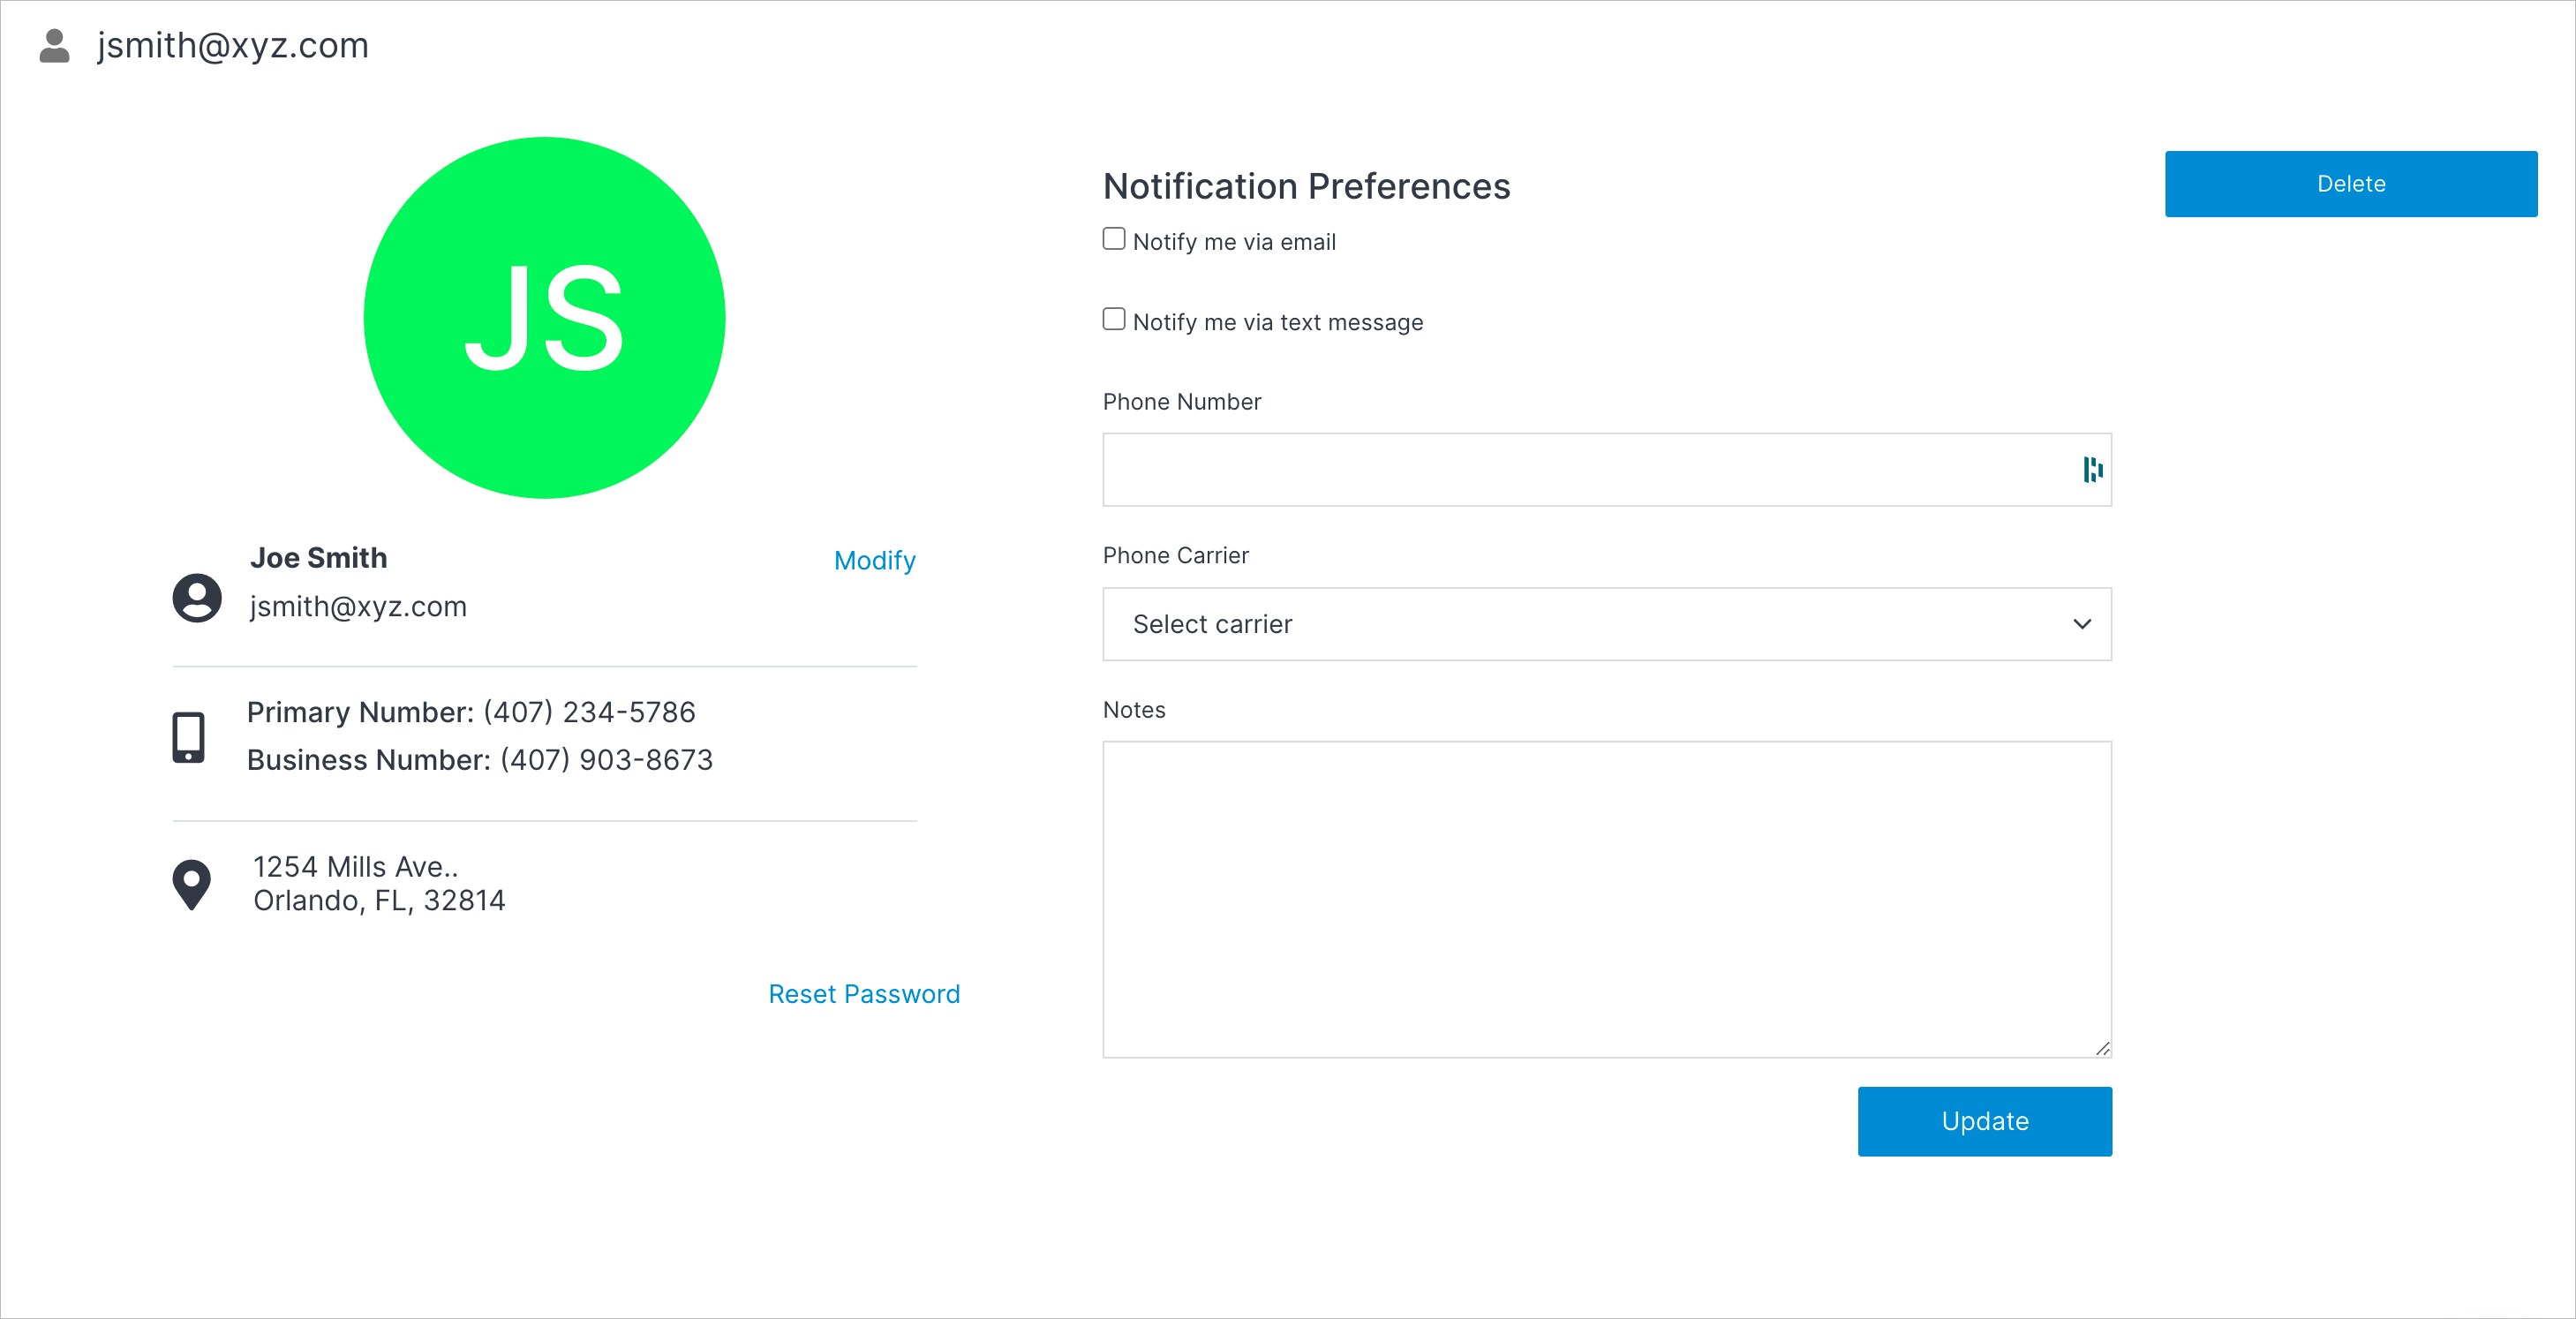 jsmith@xyz.com
JS
Joe Smith
Modify
jsmith@xyz.com
Primary Number: (407) 234-5786
Business Number: (407) 903-8673
1254 Mills Ave..
Orlando, FL, 32814
Reset Password
Notification Preferences
Notify me via email
Notify me via text message
Phone Number
Phone Carrier
Select carrier
Notes
Update
Delete